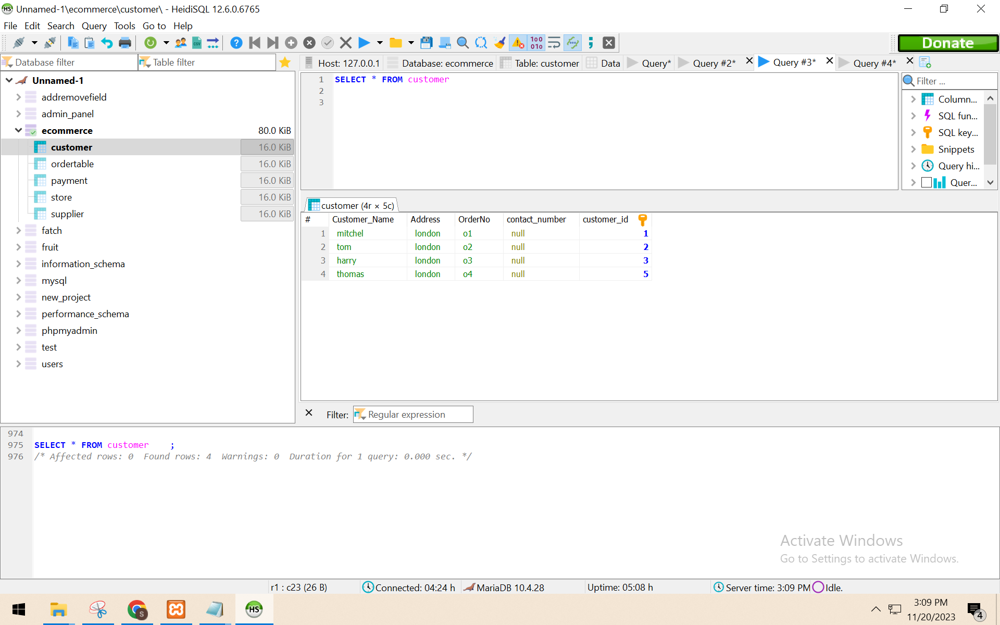 Unnamed-1\ecommerce\customer\ - HeidiSQL 12.6.0.6765
File Edit Search Query Tools Go to Help
Donate
Database filter Table filter
Host: 127.0.0.1 Database: ecommerce Table: customer Data Query* Query #2* Query #3* Query #4*
Unnamed-1
addremovefield
admin_panel
ecommerce 80.0 KiB
customer 16.0 KiB
ordertable 16.0 KiB
payment 16.0 KiB
store 16.0 KiB
supplier 16.0 KiB
fatch
fruit
information_schema
mysql
new_project
performance_schema
phpmyadmin
test
users
1 SELECT * FROM customer
2
3
Filter ...
Column...
SQL fun...
SQL key...
Snippets
Query hi...
Quer...
customer (4r × 5c)
# Customer_Name Address OrderNo contact_number customer_id
1 mitchel london o1 null 1
2 tom london o2 null 2
3 harry london o3 null 3
4 thomas london o4 null 5
Filter: Regular expression
974
975 SELECT * FROM customer ;
976 /* Affected rows: 0 Found rows: 4 Warnings: 0 Duration for 1 query: 0.000 sec. */
Activate Windows
Go to Settings to activate Windows.
r1 : c23 (26 B) Connected: 04:24 h MariaDB 10.4.28 Uptime: 05:08 h Server time: 3:09 PM Idle.
3:09 PM
11/20/2023
4